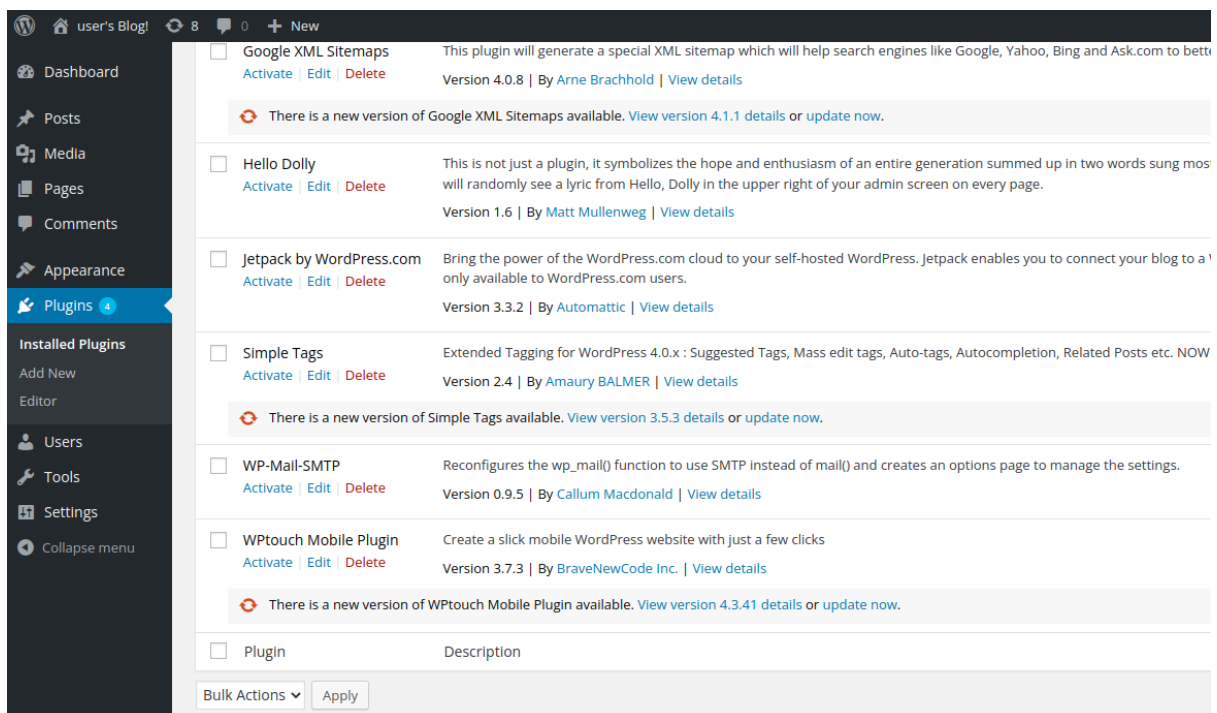 user's Blog! 8 0 + New
Dashboard
Posts
Media
Pages
Comments
Appearance
Plugins 4
Installed Plugins
Add New
Editor
Users
Tools
Settings
Collapse menu
Google XML Sitemaps
Activate | Edit | Delete
This plugin will generate a special XML sitemap which will help search engines like Google, Yahoo, Bing and Ask.com to bett
Version 4.0.8 | By Arne Brachhold | View details
There is a new version of Google XML Sitemaps available. View version 4.1.1 details or update now.
Hello Dolly
Activate | Edit | Delete
This is not just a plugin, it symbolizes the hope and enthusiasm of an entire generation summed up in two words sung mos
will randomly see a lyric from Hello, Dolly in the upper right of your admin screen on every page.
Version 1.6 | By Matt Mullenweg | View details
Jetpack by WordPress.com
Activate | Edit | Delete
Bring the power of the WordPress.com cloud to your self-hosted WordPress. Jetpack enables you to connect your blog to a
only available to WordPress.com users.
Version 3.3.2 | By Automattic | View details
Simple Tags
Activate | Edit | Delete
Extended Tagging for WordPress 4.0.x : Suggested Tags, Mass edit tags, Auto-tags, Autocompletion, Related Posts etc. NOW
Version 2.4 | By Amaury BALMER | View details
There is a new version of Simple Tags available. View version 3.5.3 details or update now.
WP-Mail-SMTP
Activate | Edit | Delete
Reconfigures the wp_mail() function to use SMTP instead of mail() and creates an options page to manage the settings.
Version 0.9.5 | By Callum Macdonald | View details
WPtouch Mobile Plugin
Activate | Edit | Delete
Create a slick mobile WordPress website with just a few clicks
Version 3.7.3 | By BraveNewCode Inc. | View details
There is a new version of WPtouch Mobile Plugin available. View version 4.3.41 details or update now.
Plugin Description
Bulk Actions Apply